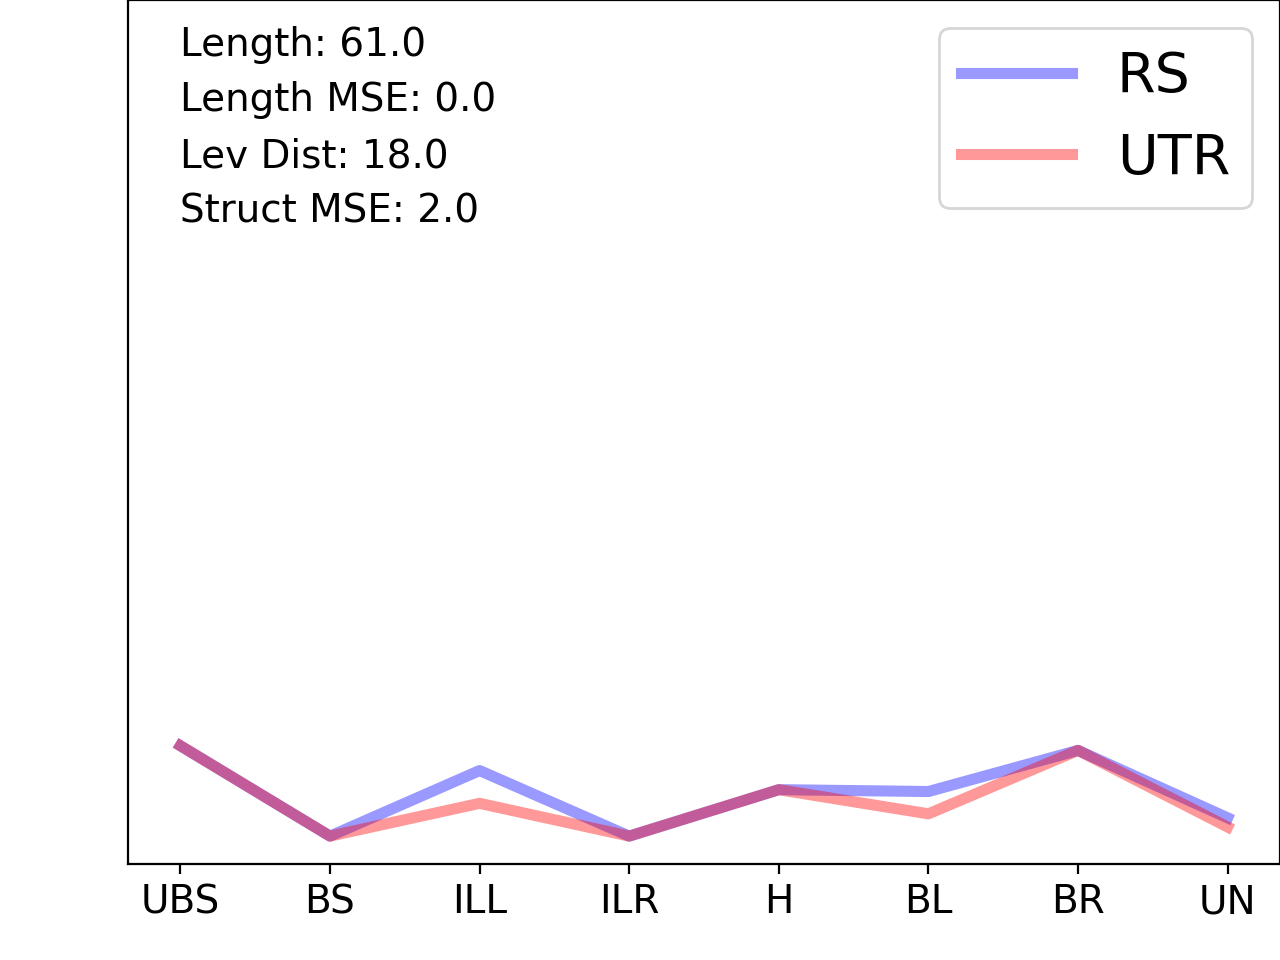 Length: 61.0
Length MSE: 0.0
Lev Dist: 18.0
Struct MSE: 2.0
RS
UTR
UBS BS ILL ILR H BL BR UN